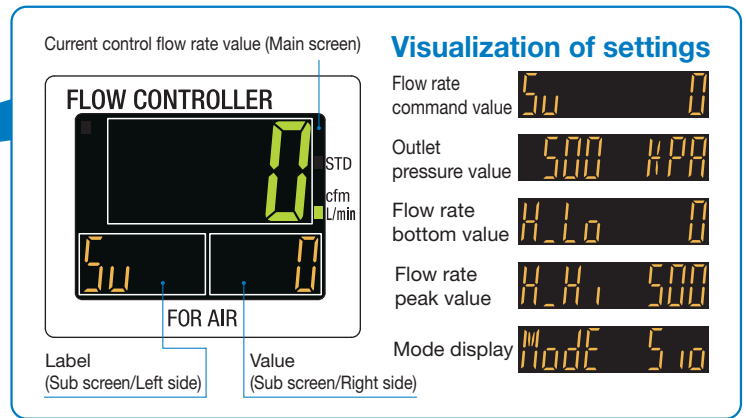 Current control flow rate value (Main screen)
FLOW CONTROLLER
0
STD
cfm
L/min
Su 0
FOR AIR
Label
(Sub screen/Left side)
Value
(Sub screen/Right side)
Visualization of settings
Flow rate
command value
Su 0
Outlet
pressure value
500 KPA
Flow rate
bottom value
H_Lo 0
Flow rate
peak value
H_Hi 500
Mode display
ModE Sio